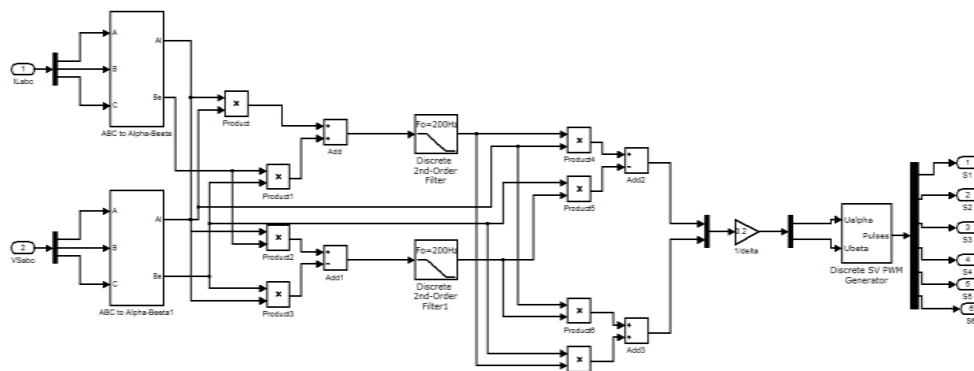 1
ILabc
A
B
C
Al
Be
ABC to Alpha-Beeta
2
VSabc
A
B
C
Al
Be
ABC to Alpha-Beeta1
×
Product
×
Product1
×
Product2
×
Product3
+
+
Add
+
−
Add1
Fo=200Hz
Discrete
2nd-Order
Filter
Fo=200Hz
Discrete
2nd-Order
Filter1
×
Product4
×
Product5
×
Product6
×
+
−
Add2
+
+
Add3
1/delta
Ualpha
Ubeta
Pulses
Discrete SV PWM
Generator
1
S1
2
S2
3
S3
4
S4
5
S5
6
S6